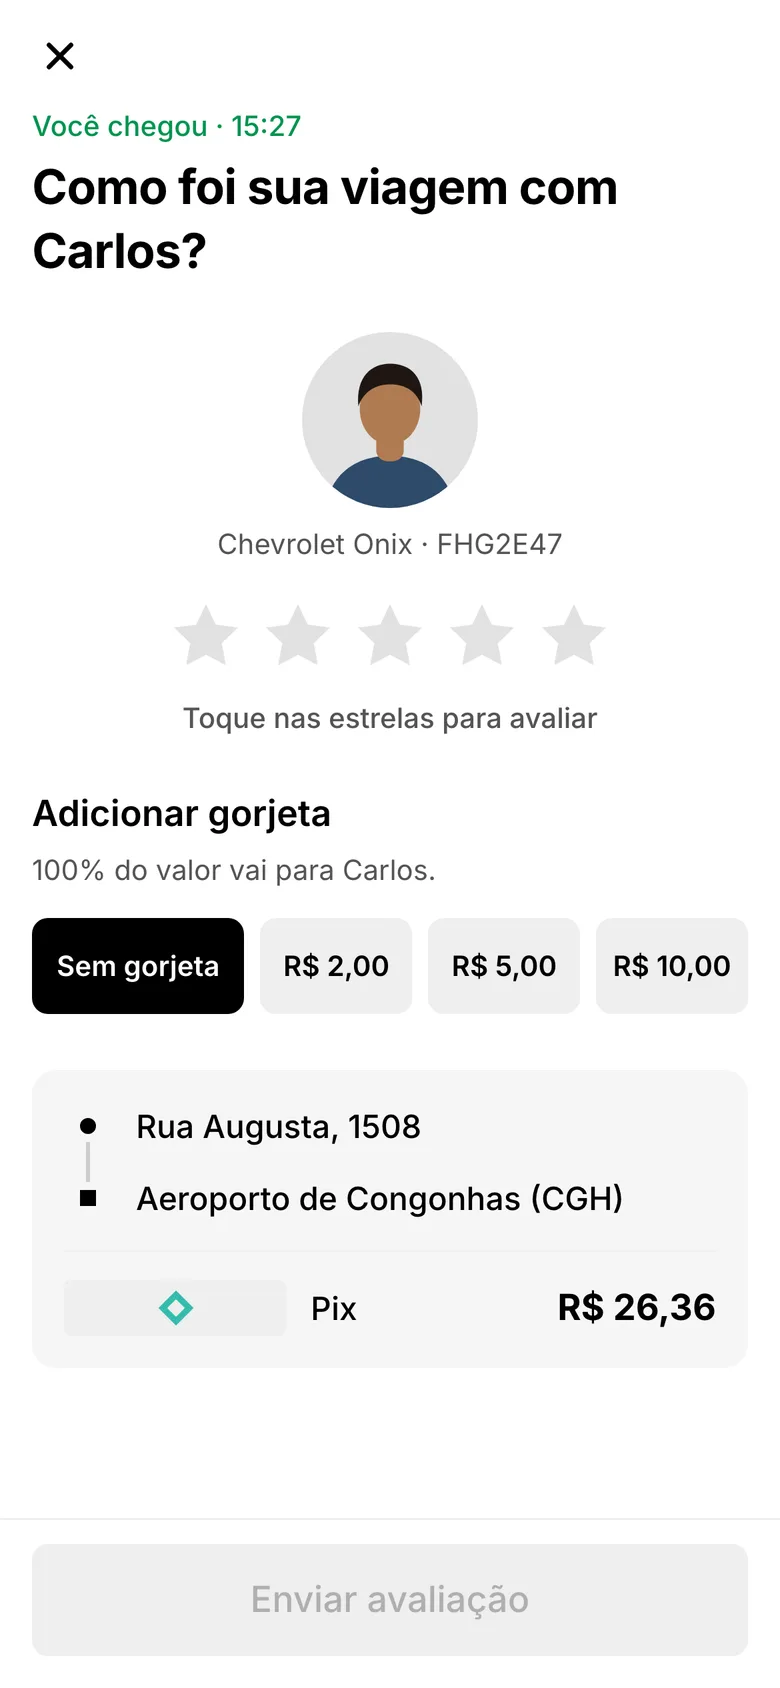 Você chegou · 15:27
Como foi sua viagem com
Carlos?
Chevrolet Onix · FHG2E47
Toque nas estrelas para avaliar
Adicionar gorjeta
100% do valor vai para Carlos.
Sem gorjeta
R$ 2,00
R$ 5,00
R$ 10,00
Rua Augusta, 1508
Aeroporto de Congonhas (CGH)
Pix
R$ 26,36
Enviar avaliação